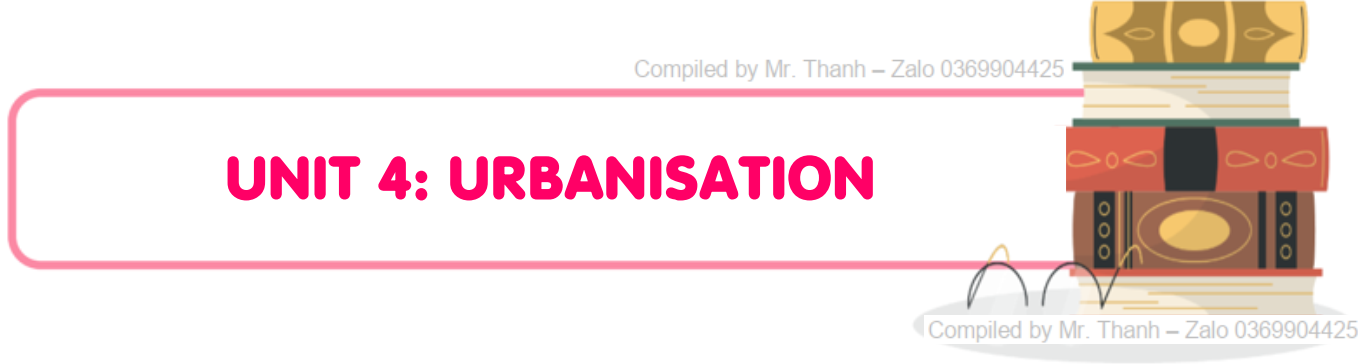 Compiled by Mr. Thanh – Zalo 0369904425
UNIT 4: URBANISATION
Compiled by Mr. Thanh – Zalo 0369904425